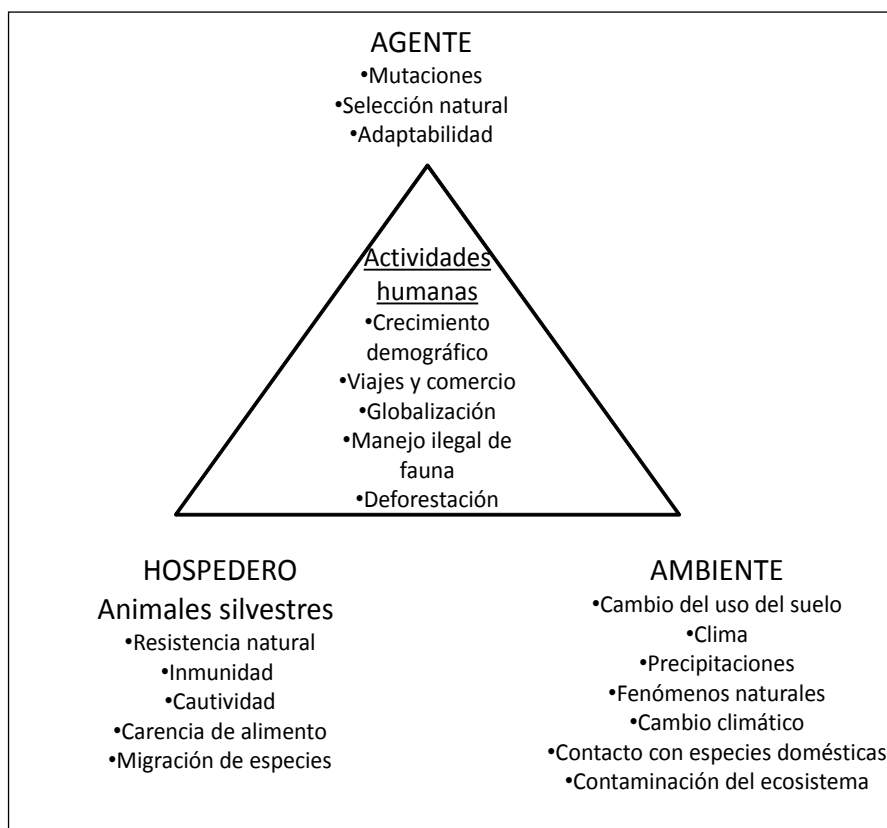 AGENTE
•Mutaciones
•Selección natural
•Adaptabilidad
Actividades
humanas
•Crecimiento
demográfico
•Viajes y comercio
•Globalización
•Manejo ilegal de
fauna
•Deforestación
HOSPEDERO
Animales silvestres
•Resistencia natural
•Inmunidad
•Cautividad
•Carencia de alimento
•Migración de especies
AMBIENTE
•Cambio del uso del suelo
•Clima
•Precipitaciones
•Fenómenos naturales
•Cambio climático
•Contacto con especies domésticas
•Contaminación del ecosistema